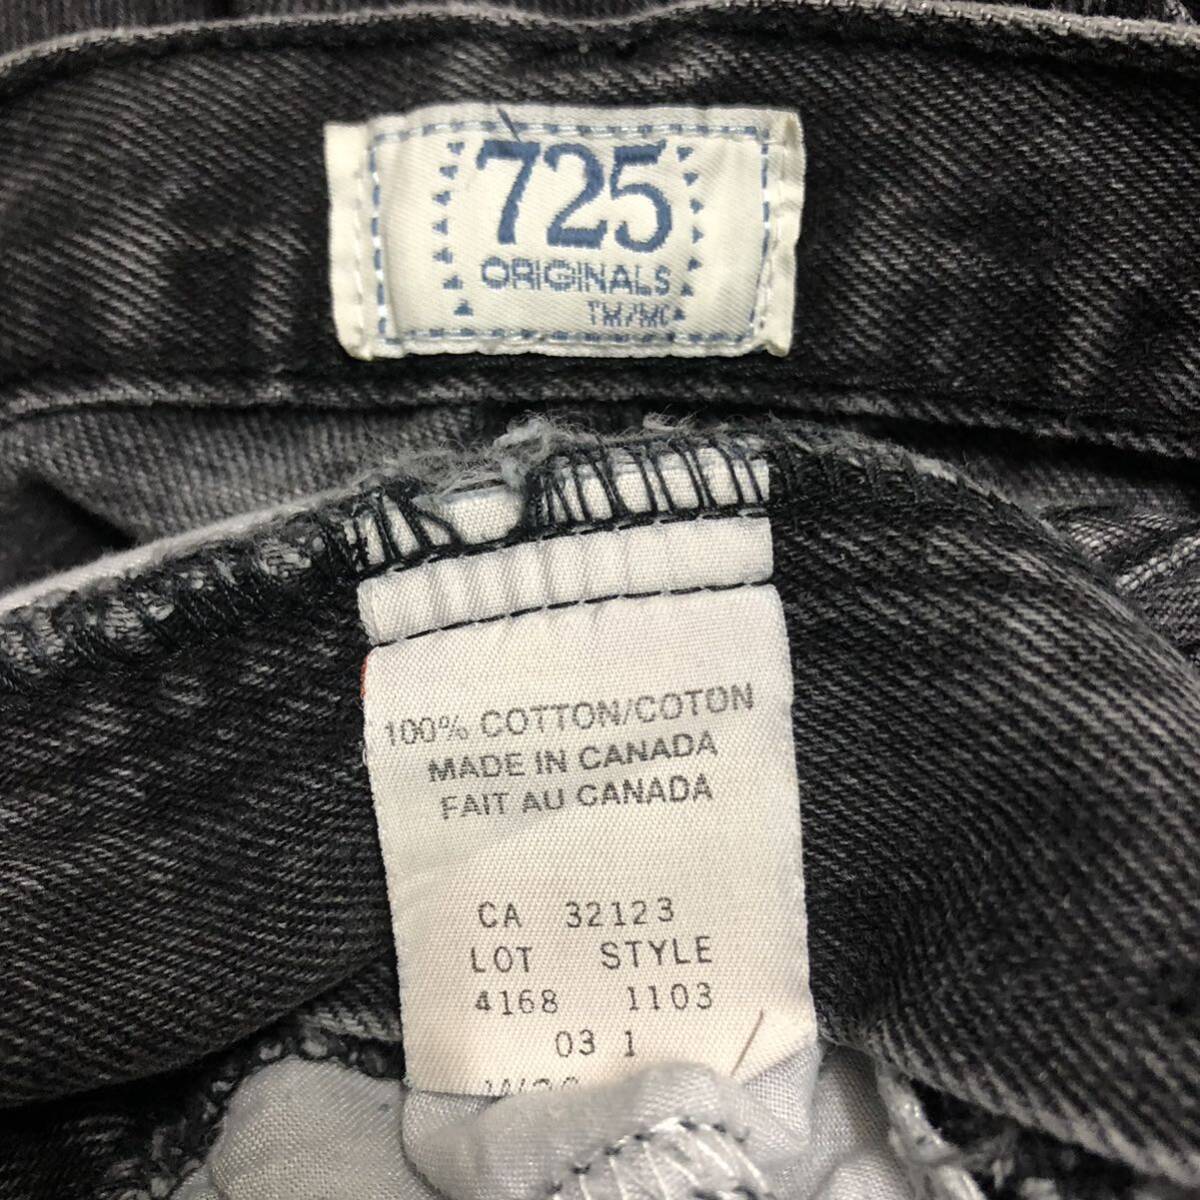 725
ORIGINALS
TM/MC
100% COTTON/COTON
MADE IN CANADA
FAIT AU CANADA
CA 32123
LOT STYLE
4168 1103
03 1